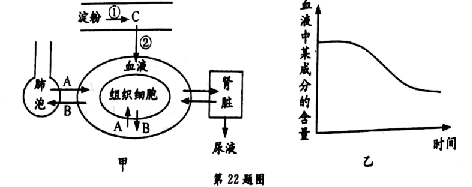 淀粉 ① C
②
血液
肺泡
A
B
组织细胞
A B
肾脏
尿液
甲
血液中某成分的含量
时间
乙
第22题图